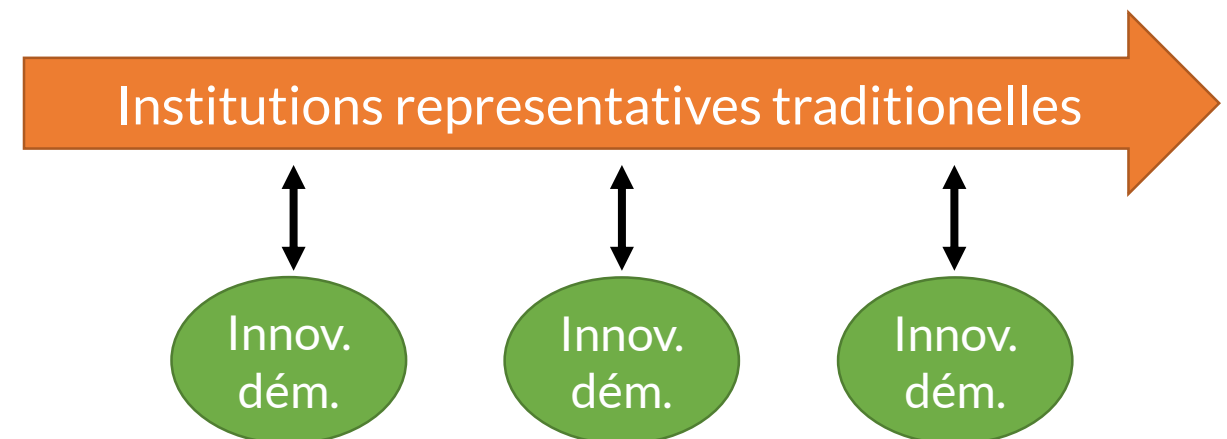 Institutions representatives traditionelles
Innov.
dém.
Innov.
dém.
Innov.
dém.